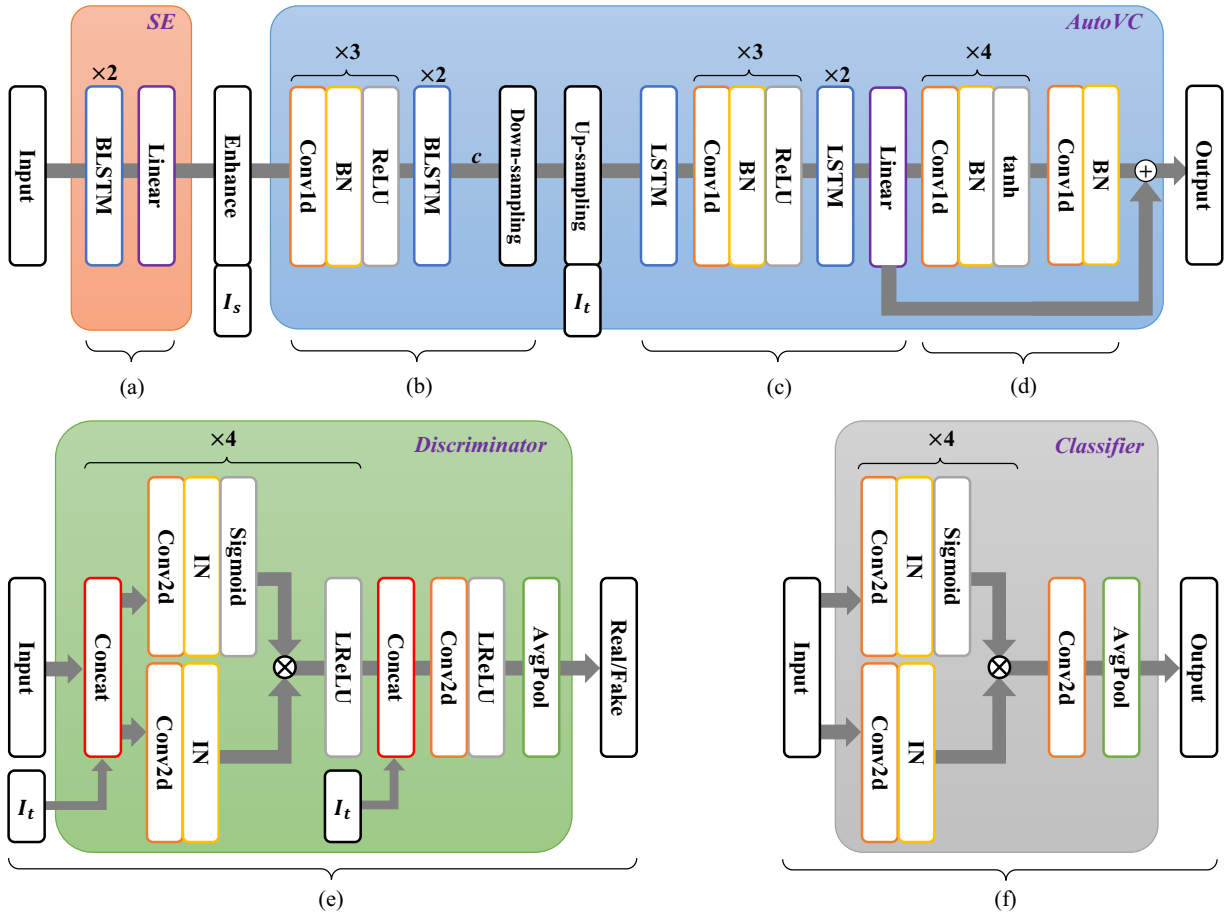 SE
AutoVC
×2
×3
×2
×3
×2
×4
Input
BLSTM
Linear
Enhance
I_s
Conv1d
BN
ReLU
BLSTM
c
Down-sampling
Up-sampling
I_t
LSTM
Conv1d
BN
ReLU
LSTM
Linear
Conv1d
BN
tanh
Conv1d
BN
+
Output
(a)
(b)
(c)
(d)
Discriminator
×4
Input
I_t
Concat
Conv2d
IN
Sigmoid
Conv2d
IN
LReLU
I_t
Concat
Conv2d
LReLU
AvgPool
Real/Fake
(e)
Classifier
×4
Input
Conv2d
IN
Sigmoid
Conv2d
IN
Conv2d
AvgPool
Output
(f)